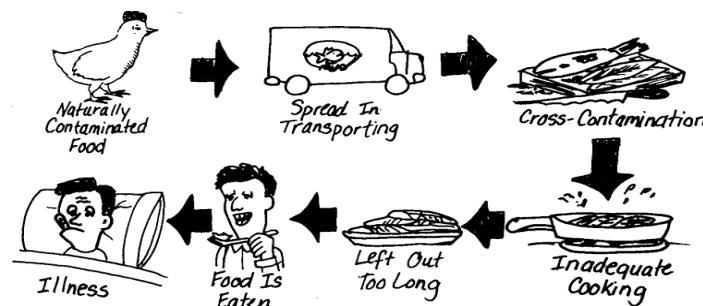 Naturally
Contaminated
Food
Spread In
Transporting
Cross-Contamination
Inadequate
Cooking
Left Out
Too Long
Food Is
Eaten
Illness